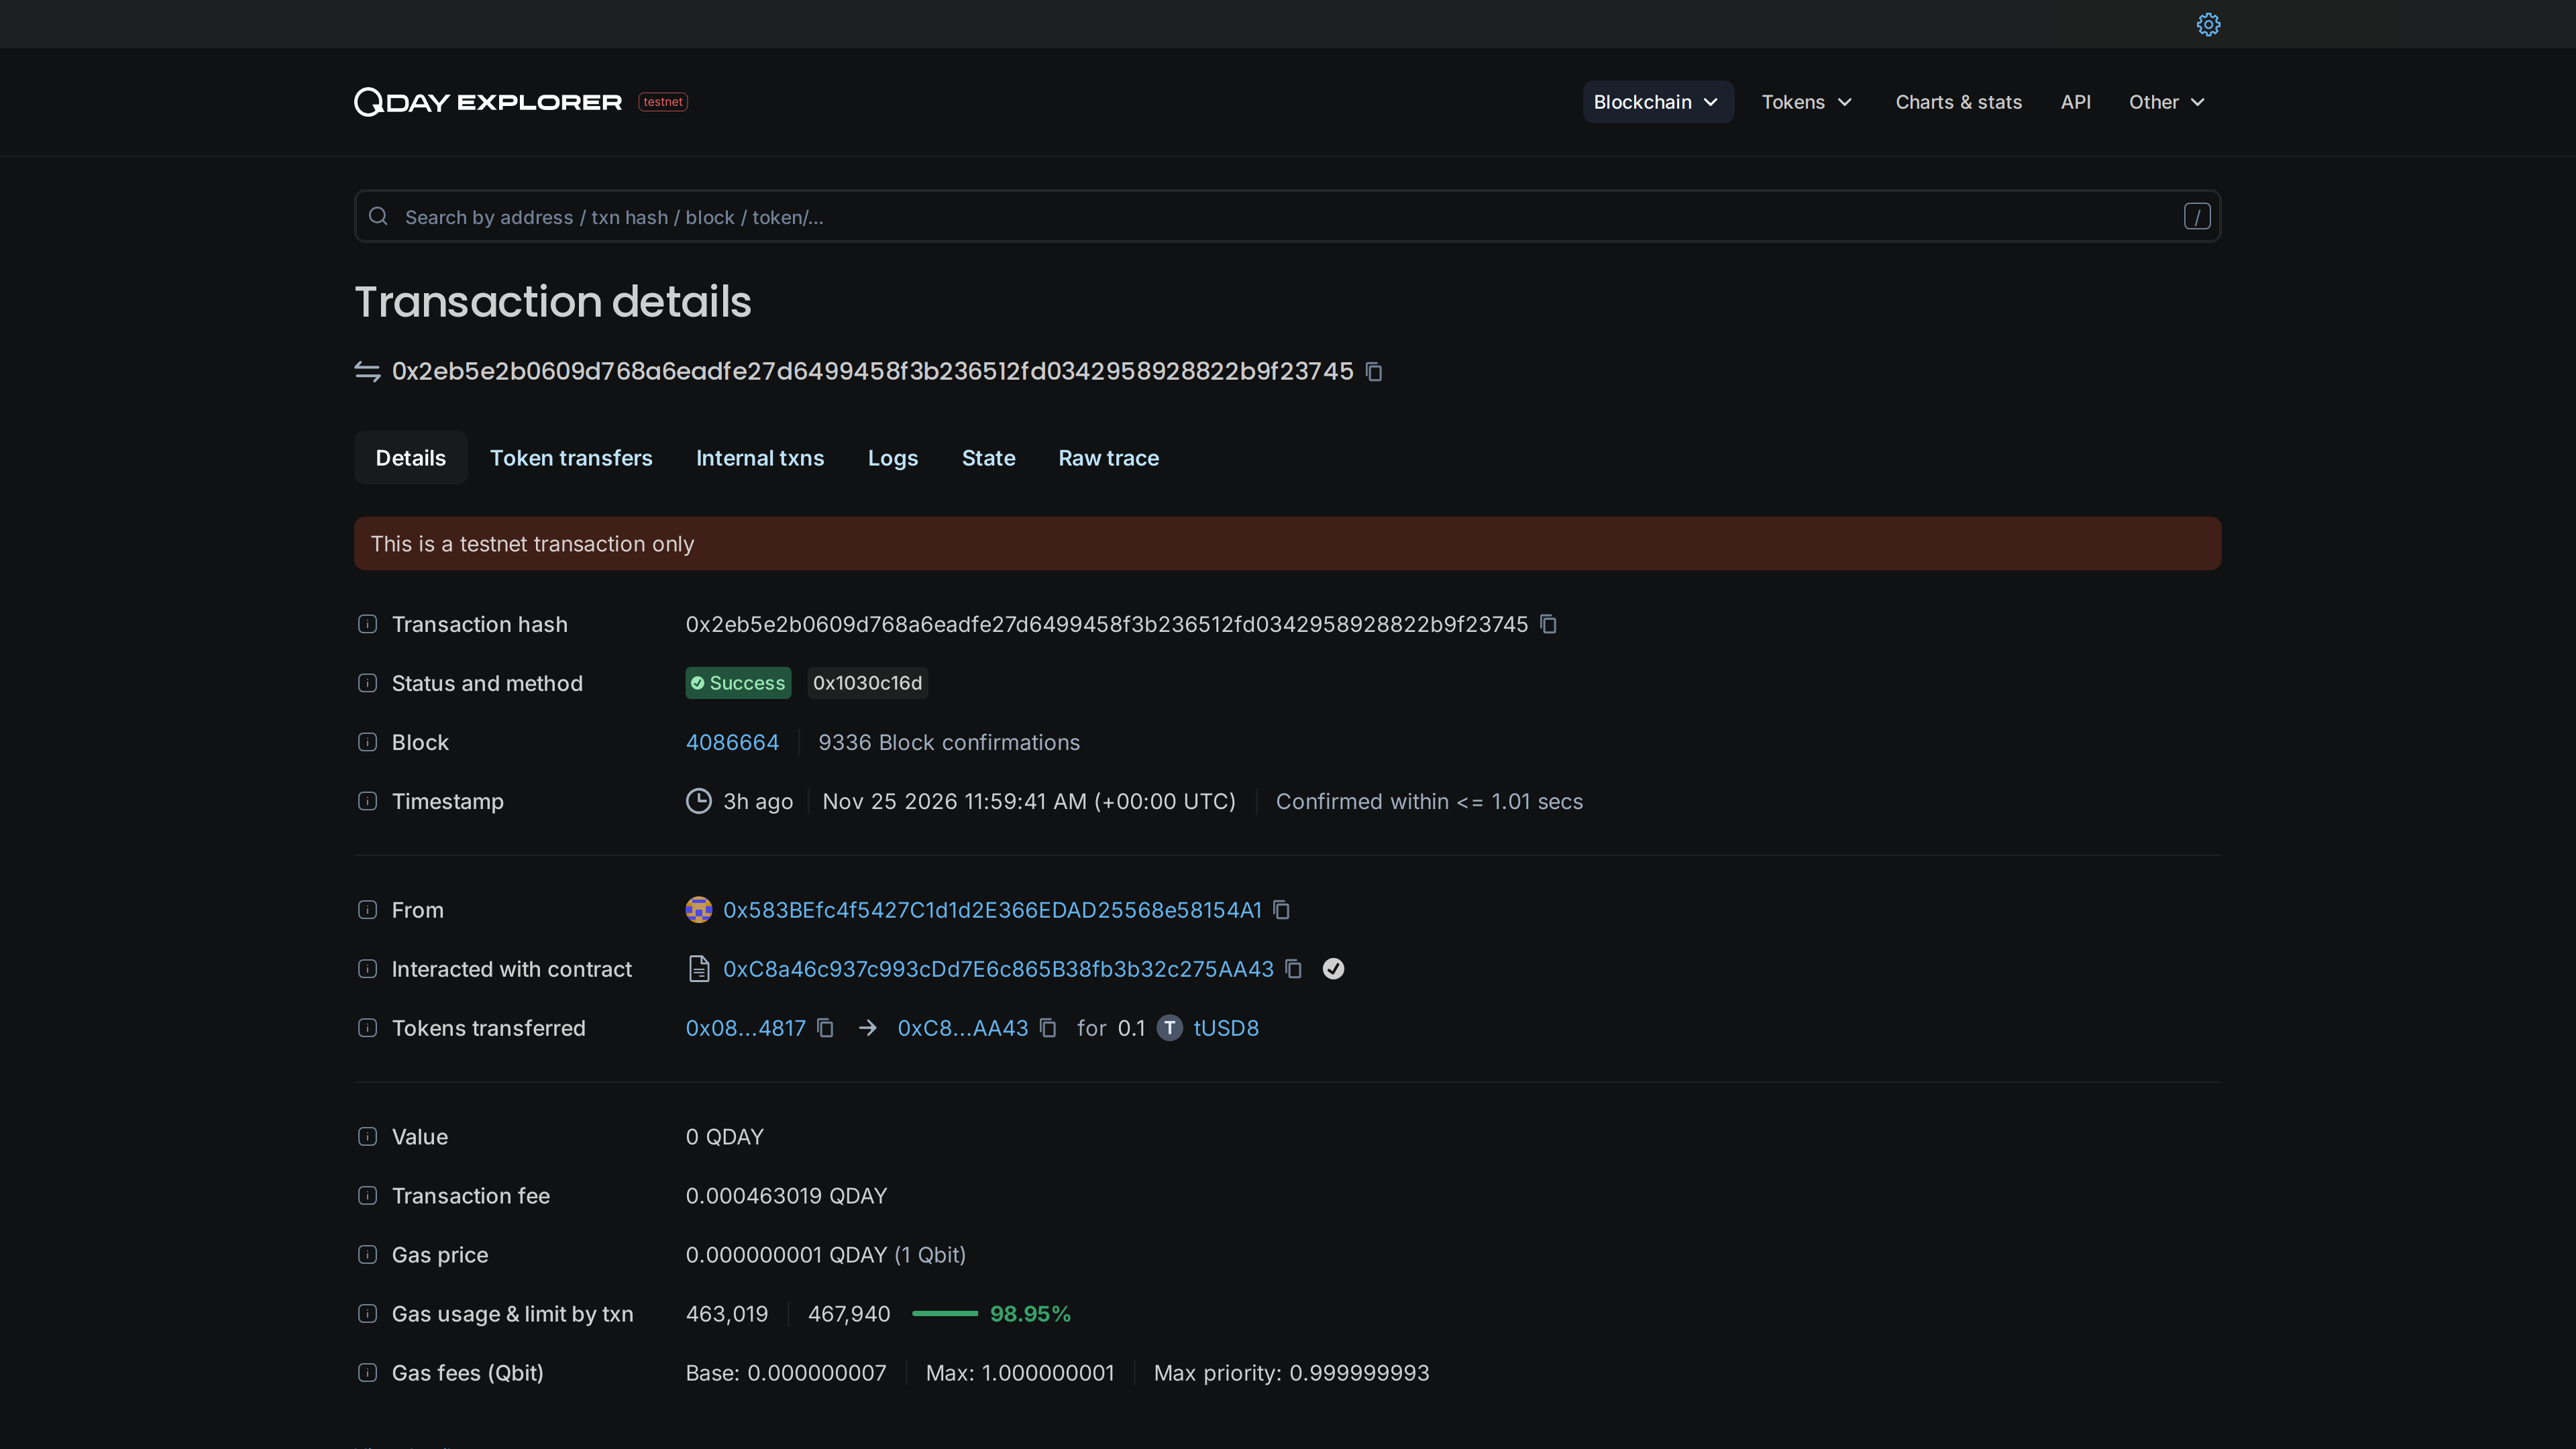 QDAY EXPLORER testnet
Blockchain Tokens Charts & stats API Other
Search by address / txn hash / block / token/... /
Transaction details
0x2eb5e2b0609d768a6eadfe27d6499458f3b236512fd0342958928822b9f23745
Details Token transfers Internal txns Logs State Raw trace
This is a testnet transaction only
Transaction hash 0x2eb5e2b0609d768a6eadfe27d6499458f3b236512fd0342958928822b9f23745
Status and method Success 0x1030c16d
Block 4086664 9336 Block confirmations
Timestamp 3h ago Nov 25 2026 11:59:41 AM (+00:00 UTC) Confirmed within <= 1.01 secs
From 0x583BEfc4f5427C1d1d2E366EDAD25568e58154A1
Interacted with contract 0xC8a46c937c993cDd7E6c865B38fb3b32c275AA43
Tokens transferred 0x08...4817 → 0xC8...AA43 for 0.1 T tUSD8
Value 0 QDAY
Transaction fee 0.000463019 QDAY
Gas price 0.000000001 QDAY (1 Qbit)
Gas usage & limit by txn 463,019 467,940 98.95%
Gas fees (Qbit) Base: 0.000000007 Max: 1.000000001 Max priority: 0.999999993